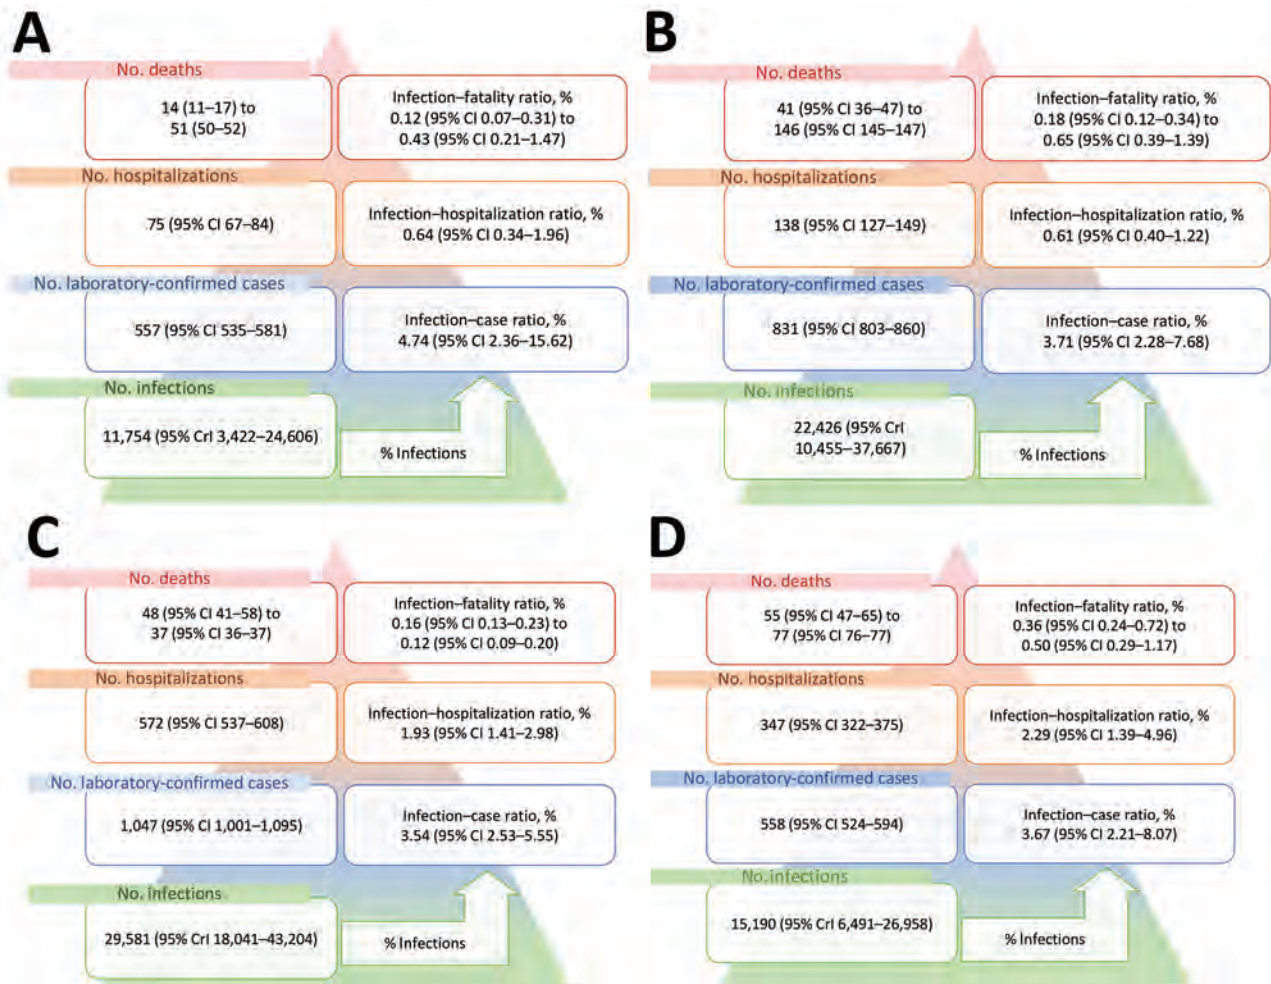 A
No. deaths
14 (11–17) to
51 (50–52)
Infection–fatality ratio, %
0.12 (95% CI 0.07–0.31) to
0.43 (95% CI 0.21–1.47)
No. hospitalizations
75 (95% CI 67–84)
Infection–hospitalization ratio, %
0.64 (95% CI 0.34–1.96)
No. laboratory-confirmed cases
557 (95% CI 535–581)
Infection–case ratio, %
4.74 (95% CI 2.36–15.62)
No. infections
11,754 (95% CrI 3,422–24,606)
% Infections
B
No. deaths
41 (95% CI 36–47) to
146 (95% CI 145–147)
Infection–fatality ratio, %
0.18 (95% CI 0.12–0.34) to
0.65 (95% CI 0.39–1.39)
No. hospitalizations
138 (95% CI 127–149)
Infection–hospitalization ratio, %
0.61 (95% CI 0.40–1.22)
No. laboratory-confirmed cases
831 (95% CI 803–860)
Infection–case ratio, %
3.71 (95% CI 2.28–7.68)
No. infections
22,426 (95% CrI
10,455–37,667)
% Infections
C
No. deaths
48 (95% CI 41–58) to
37 (95% CI 36–37)
Infection–fatality ratio, %
0.16 (95% CI 0.13–0.23) to
0.12 (95% CI 0.09–0.20)
No. hospitalizations
572 (95% CI 537–608)
Infection–hospitalization ratio, %
1.93 (95% CI 1.41–2.98)
No. laboratory-confirmed cases
1,047 (95% CI 1,001–1,095)
Infection–case ratio, %
3.54 (95% CI 2.53–5.55)
No. infections
29,581 (95% CrI 18,041–43,204)
% Infections
D
No. deaths
55 (95% CI 47–65) to
77 (95% CI 76–77)
Infection–fatality ratio, %
0.36 (95% CI 0.24–0.72) to
0.50 (95% CI 0.29–1.17)
No. hospitalizations
347 (95% CI 322–375)
Infection–hospitalization ratio, %
2.29 (95% CI 1.39–4.96)
No. laboratory-confirmed cases
558 (95% CI 524–594)
Infection–case ratio, %
3.67 (95% CI 2.21–8.07)
No.infections
15,190 (95% CrI 6,491–26,958)
% Infections